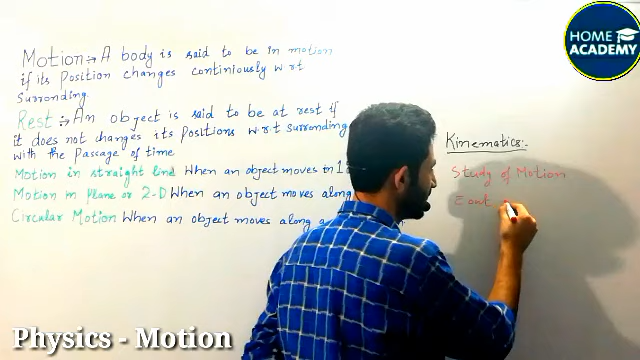 HOME
ACADEMY
Motion :- A body is said to be in motion
if its Position changes continiously w r t
Surronding.
Rest :- An object is said to be at rest if
it does not changes its Positions w r t Surronding
with the Passage of time
Motion in straight line When an object moves in 1
Motion in Plane or 2-D When an object moves along
Circular Motion When an object moves along a
Kinematics:-
Study of Motion
out
Physics - Motion